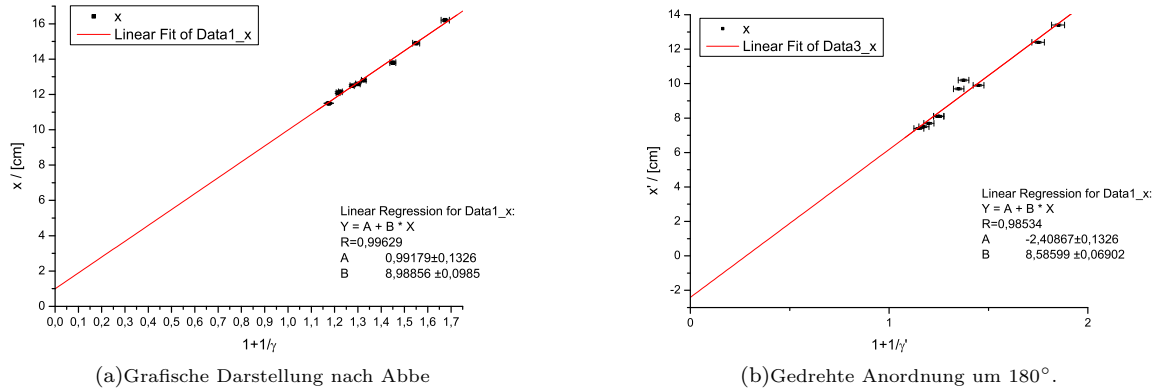 x
Linear Fit of Data1_x
16
14
12
10
8
6
4
2
0
x / [cm]
Linear Regression for Data1_x:
Y = A + B * X
R=0,99629
A 0,99179±0,1326
B 8,98856 ±0,0985
0,0 0,1 0,2 0,3 0,4 0,5 0,6 0,7 0,8 0,9 1,0 1,1 1,2 1,3 1,4 1,5 1,6 1,7
1+1/γ
(a)Grafische Darstellung nach Abbe
x
Linear Fit of Data3_x
14
12
10
8
6
4
2
0
-2
x' / [cm]
Linear Regression for Data1_x:
Y = A + B * X
R=0,98534
A -2,40867±0,1326
B 8,58599 ±0,06902
0 1 2
1+1/γ'
(b)Gedrehte Anordnung um 180°.